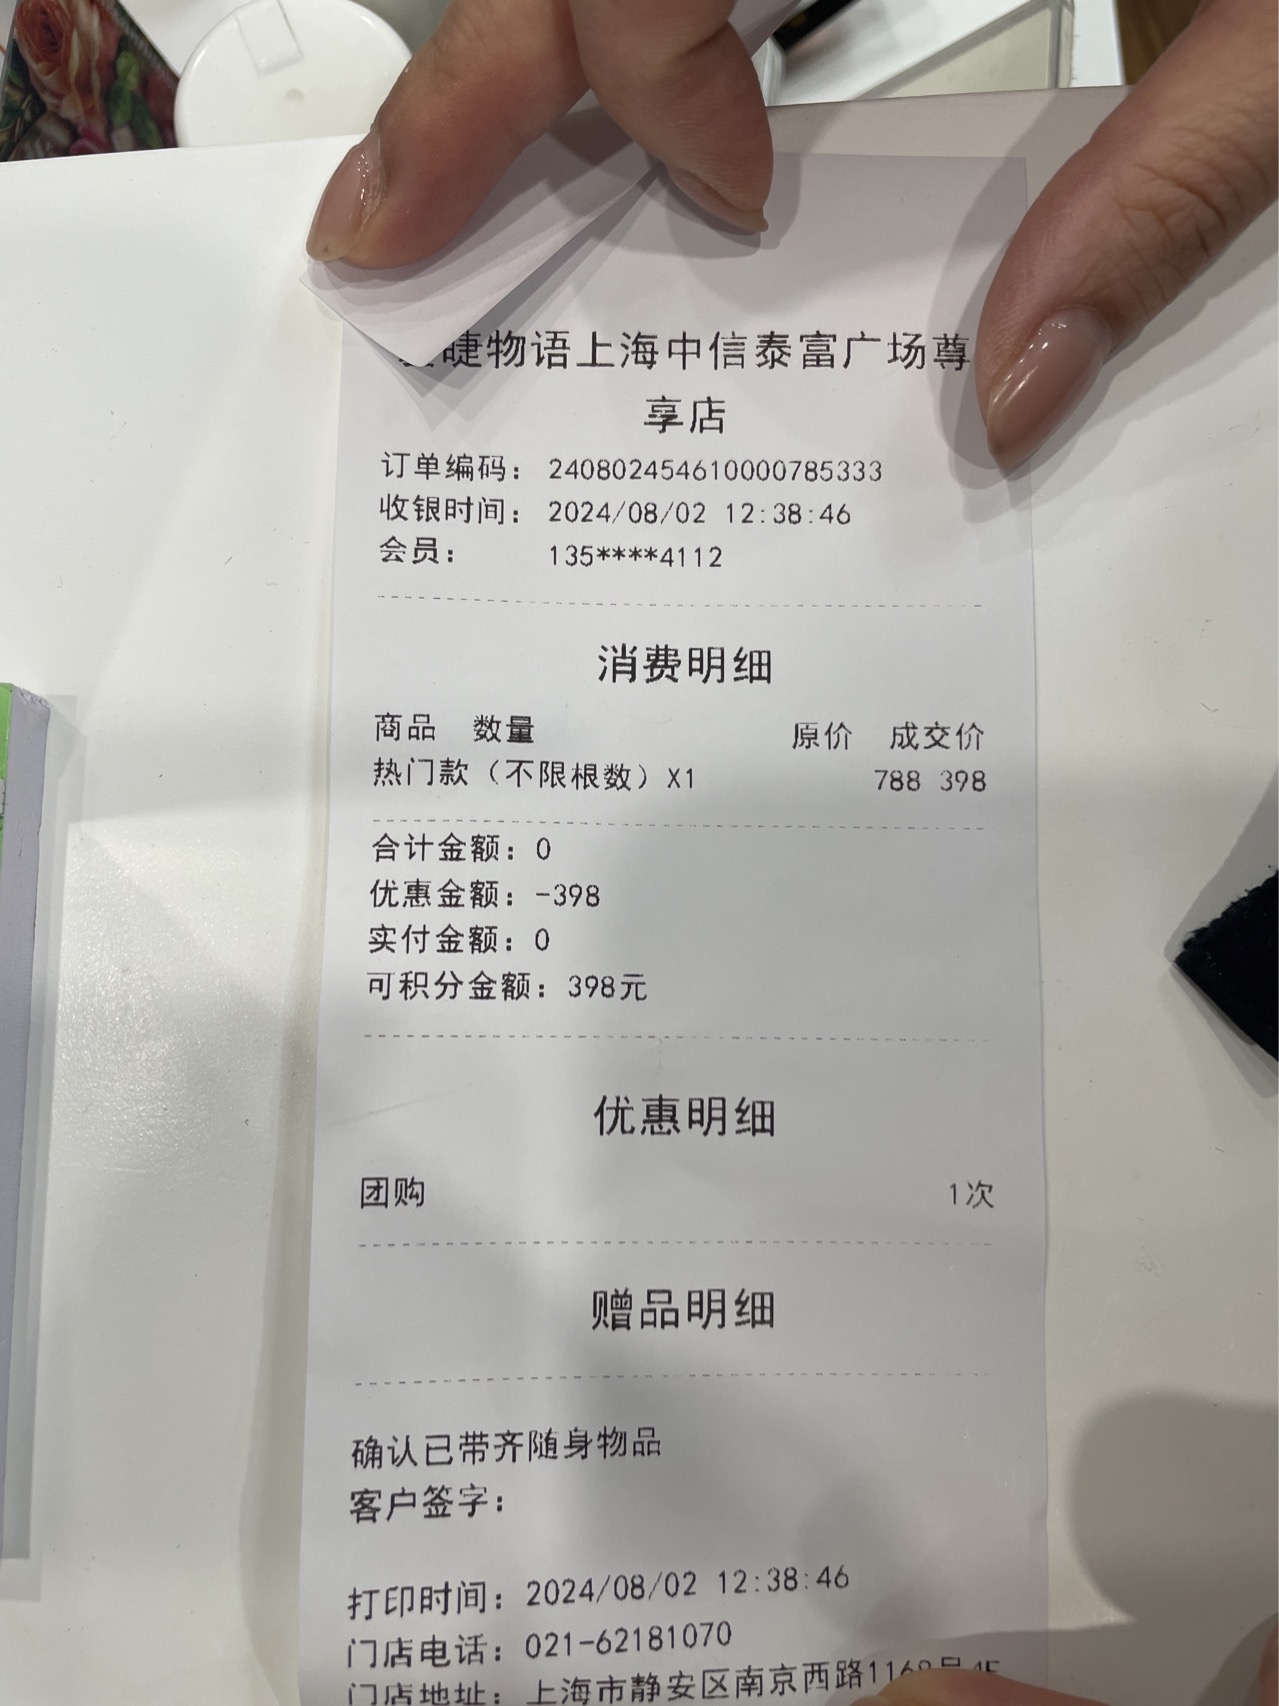 睫物语上海中信泰富广场尊
享店
订单编码： 240802454610000785333
收银时间： 2024/08/02 12:38:46
会员： 135****4112
消费明细
商品 数量 原价 成交价
热门款（不限根数）X1 788 398
合计金额：0
优惠金额：-398
实付金额：0
可积分金额：398元
优惠明细
团购 1次
赠品明细
确认已带齐随身物品
客户签字：
打印时间：2024/08/02 12:38:46
门店电话：021-62181070
门店地址：上海市静安区南京西路1168号